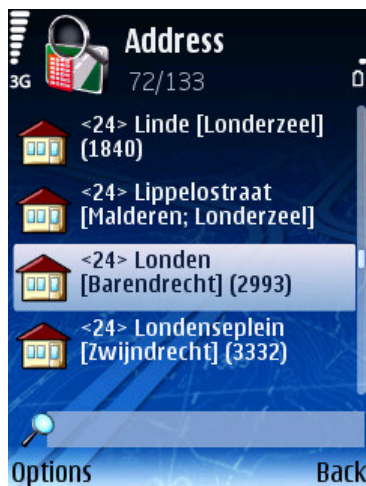 Address
3G
72/133
<24> Linde [Londerzeel]
(1840)
<24> Lippelostraat
[Malderen; Londerzeel]
<24> Londen
[Barendrecht] (2993)
<24> Londenseplein
[Zwijndrecht] (3332)
Options
Back